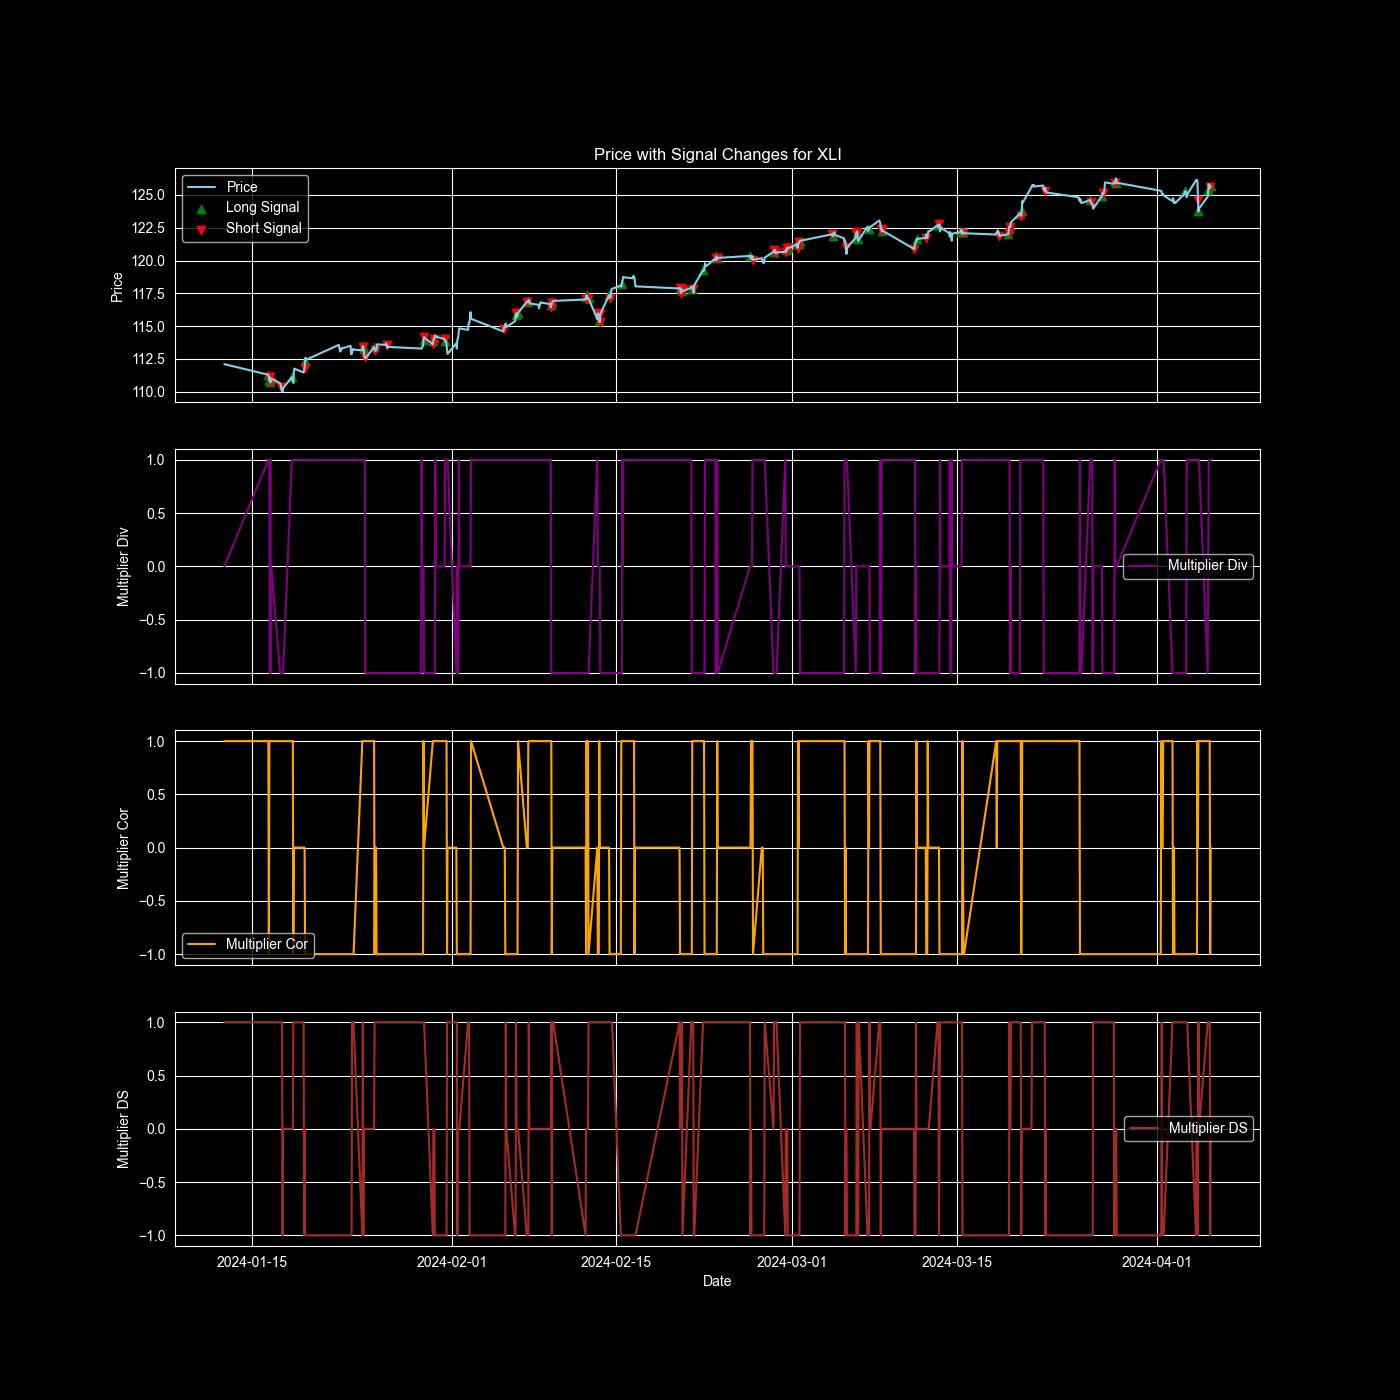 Price with Signal Changes for XLI
Price
Long Signal
Short Signal
125.0
122.5
120.0
117.5
115.0
112.5
110.0
Price
1.0
0.5
0.0
−0.5
−1.0
Multiplier Div
Multiplier Div
1.0
0.5
0.0
−0.5
−1.0
Multiplier Cor
Multiplier Cor
1.0
0.5
0.0
−0.5
−1.0
Multiplier DS
Multiplier DS
2024-01-15 2024-02-01 2024-02-15 2024-03-01 2024-03-15 2024-04-01
Date